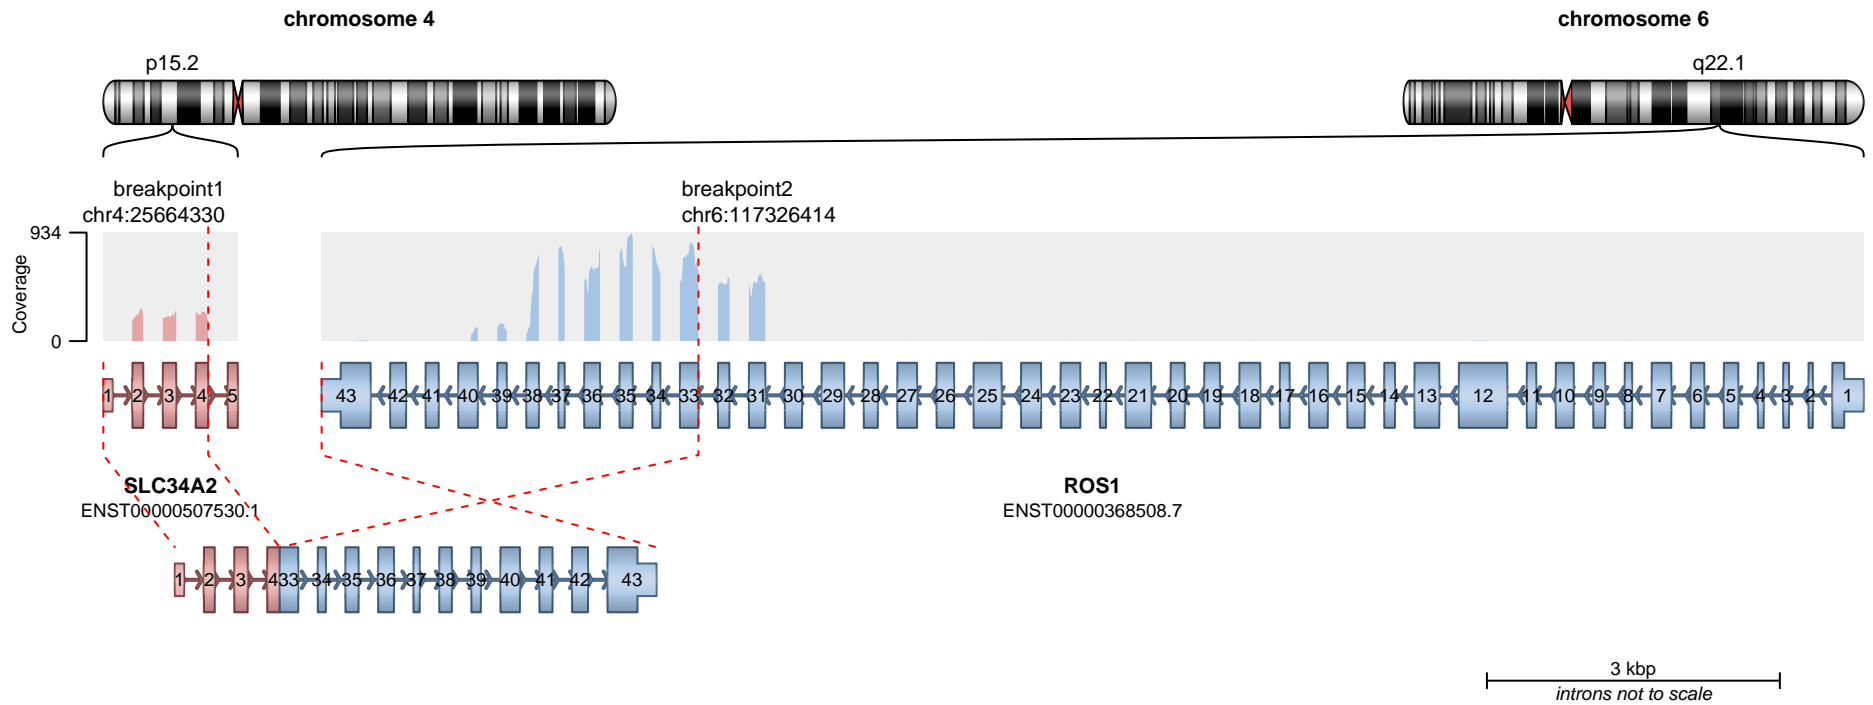 chromosome 4
chromosome 6
p15.2
q22.1
breakpoint1
chr4:25664330
breakpoint2
chr6:117326414
934
Coverage
0
1 2 3 4 5
43 42 41 40 39 38 37 36 35 34 33 32 31 30 29 28 27 26 25 24 23 22 21 20 19 18 17 16 15 14 13 12 11 10 9 8 7 6 5 4 3 2 1
SLC34A2
ENST00000507530.1
ROS1
ENST00000368508.7
1 2 3 4 33 34 35 36 37 38 39 40 41 42 43
3 kbp
introns not to scale